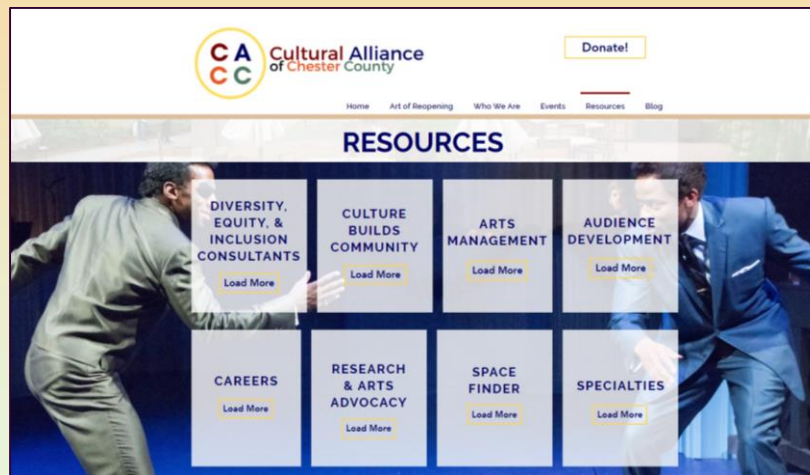 C A
C C
Cultural Alliance
of Chester County
Donate!
Home Art of Reopening Who We Are Events Resources Blog
RESOURCES
DIVERSITY,
EQUITY, &
INCLUSION
CONSULTANTS
Load More
CULTURE
BUILDS
COMMUNITY
Load More
ARTS
MANAGEMENT
Load More
AUDIENCE
DEVELOPMENT
Load More
CAREERS
Load More
RESEARCH
& ARTS
ADVOCACY
Load More
SPACE
FINDER
Load More
SPECIALTIES
Load More